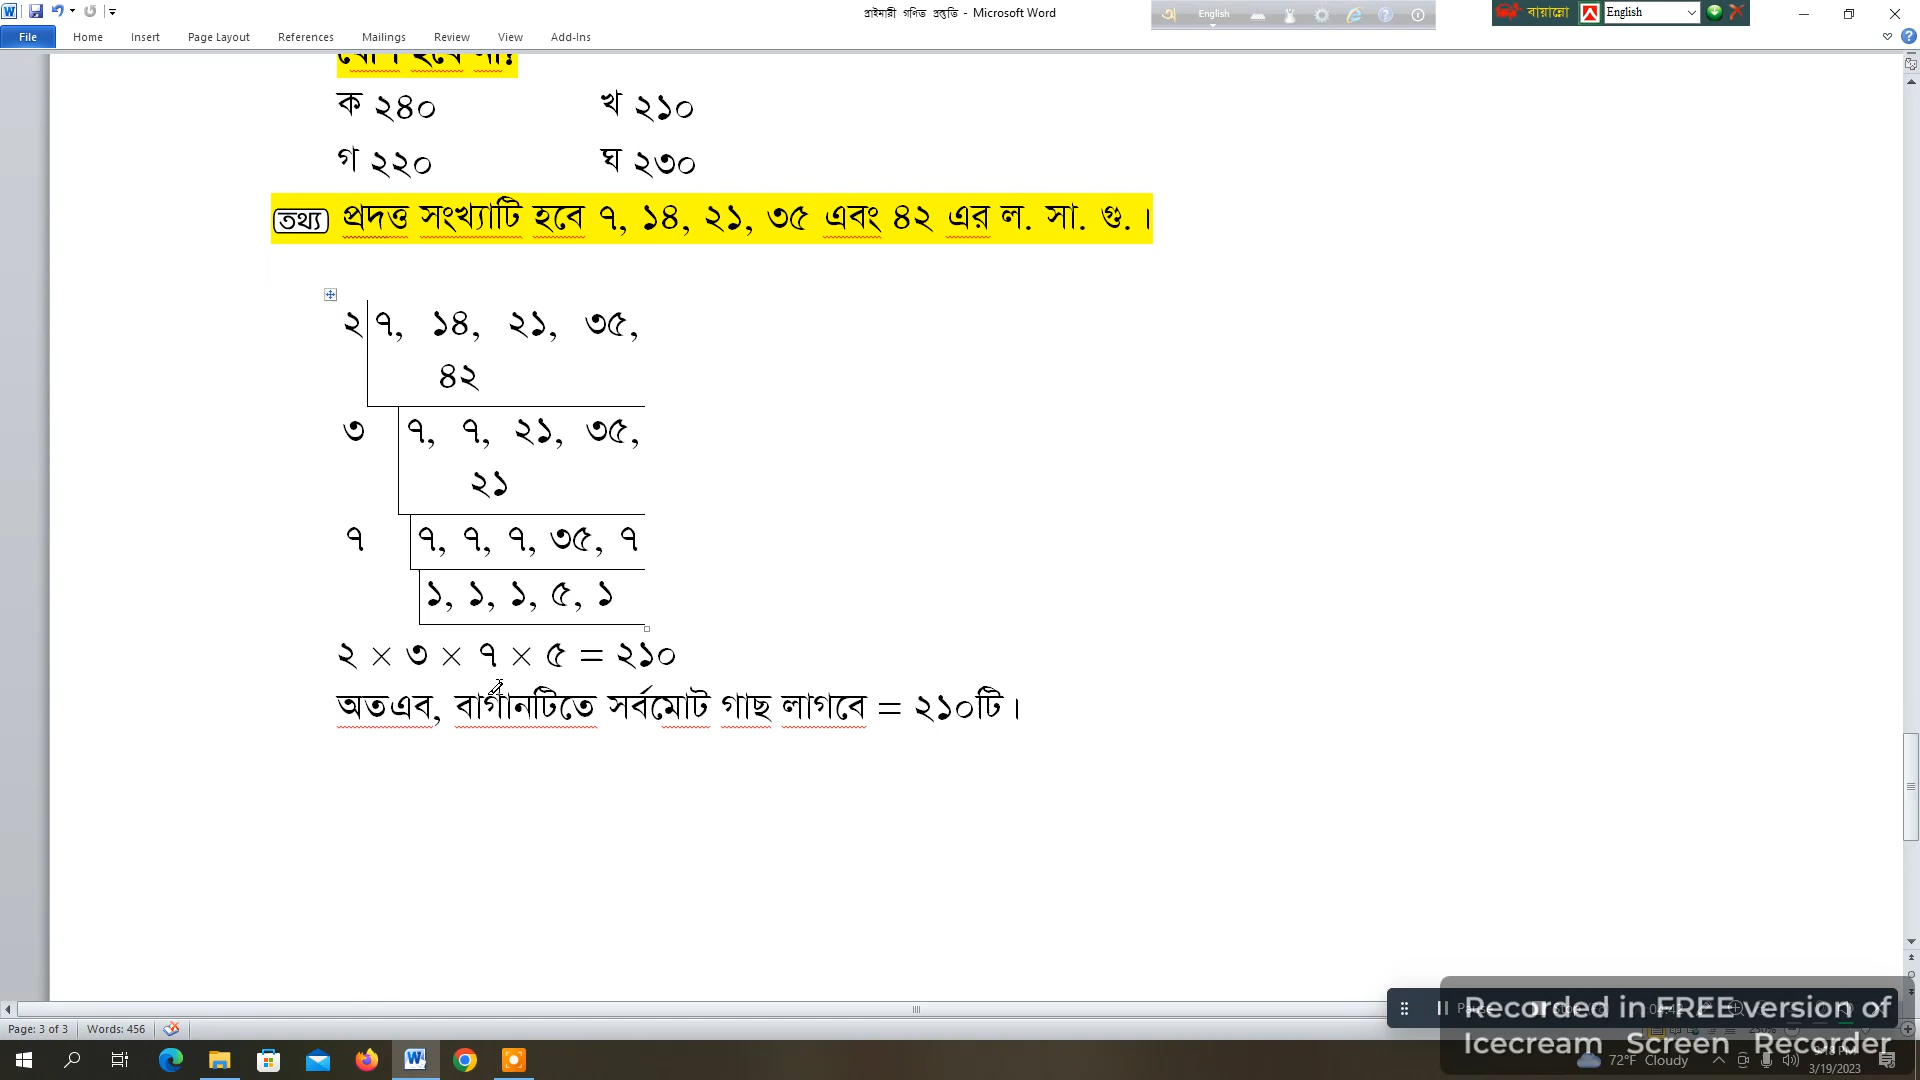 প্রাইমারী গণিত প্রস্তুতি - Microsoft Word
English
বায়ান্নো
English
File Home Insert Page Layout References Mailings Review View Add-Ins
ক ২৪০ খ ২১০
গ ২২০ ঘ ২৩০
তথ্য প্রদত্ত সংখ্যাটি হবে ৭, ১৪, ২১, ৩৫ এবং ৪২ এর ল. সা. গু. ।
২ ৭, ১৪, ২১, ৩৫,
৪২
৩ ৭, ৭, ২১, ৩৫,
২১
৭ ৭, ৭, ৭, ৩৫, ৭
১, ১, ১, ৫, ১
২ × ৩ × ৭ × ৫ = ২১০
অতএব, বাগানটিতে সর্বমোট গাছ লাগবে = ২১০টি।
Recorded in FREE version of
Icecream Screen Recorder
Page: 3 of 3 Words: 456
72°F Cloudy
3/19/2023